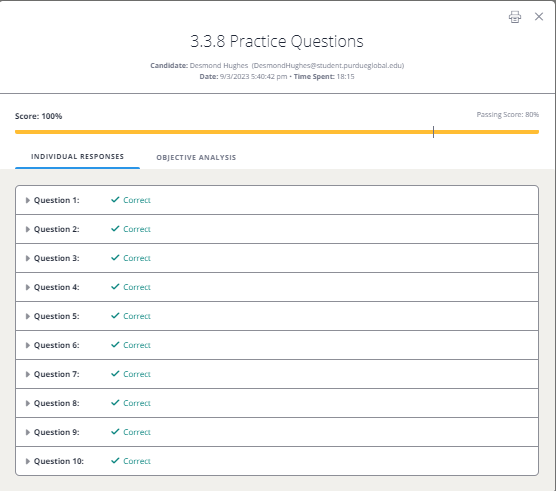 3.3.8 Practice Questions
Candidate: Desmond Hughes (DesmondHughes@student.purdueglobal.edu)
Date: 9/3/2023 5:40:42 pm • Time Spent: 18:15
Score: 100%
Passing Score: 80%
INDIVIDUAL RESPONSES
OBJECTIVE ANALYSIS
Question 1: Correct
Question 2: Correct
Question 3: Correct
Question 4: Correct
Question 5: Correct
Question 6: Correct
Question 7: Correct
Question 8: Correct
Question 9: Correct
Question 10: Correct